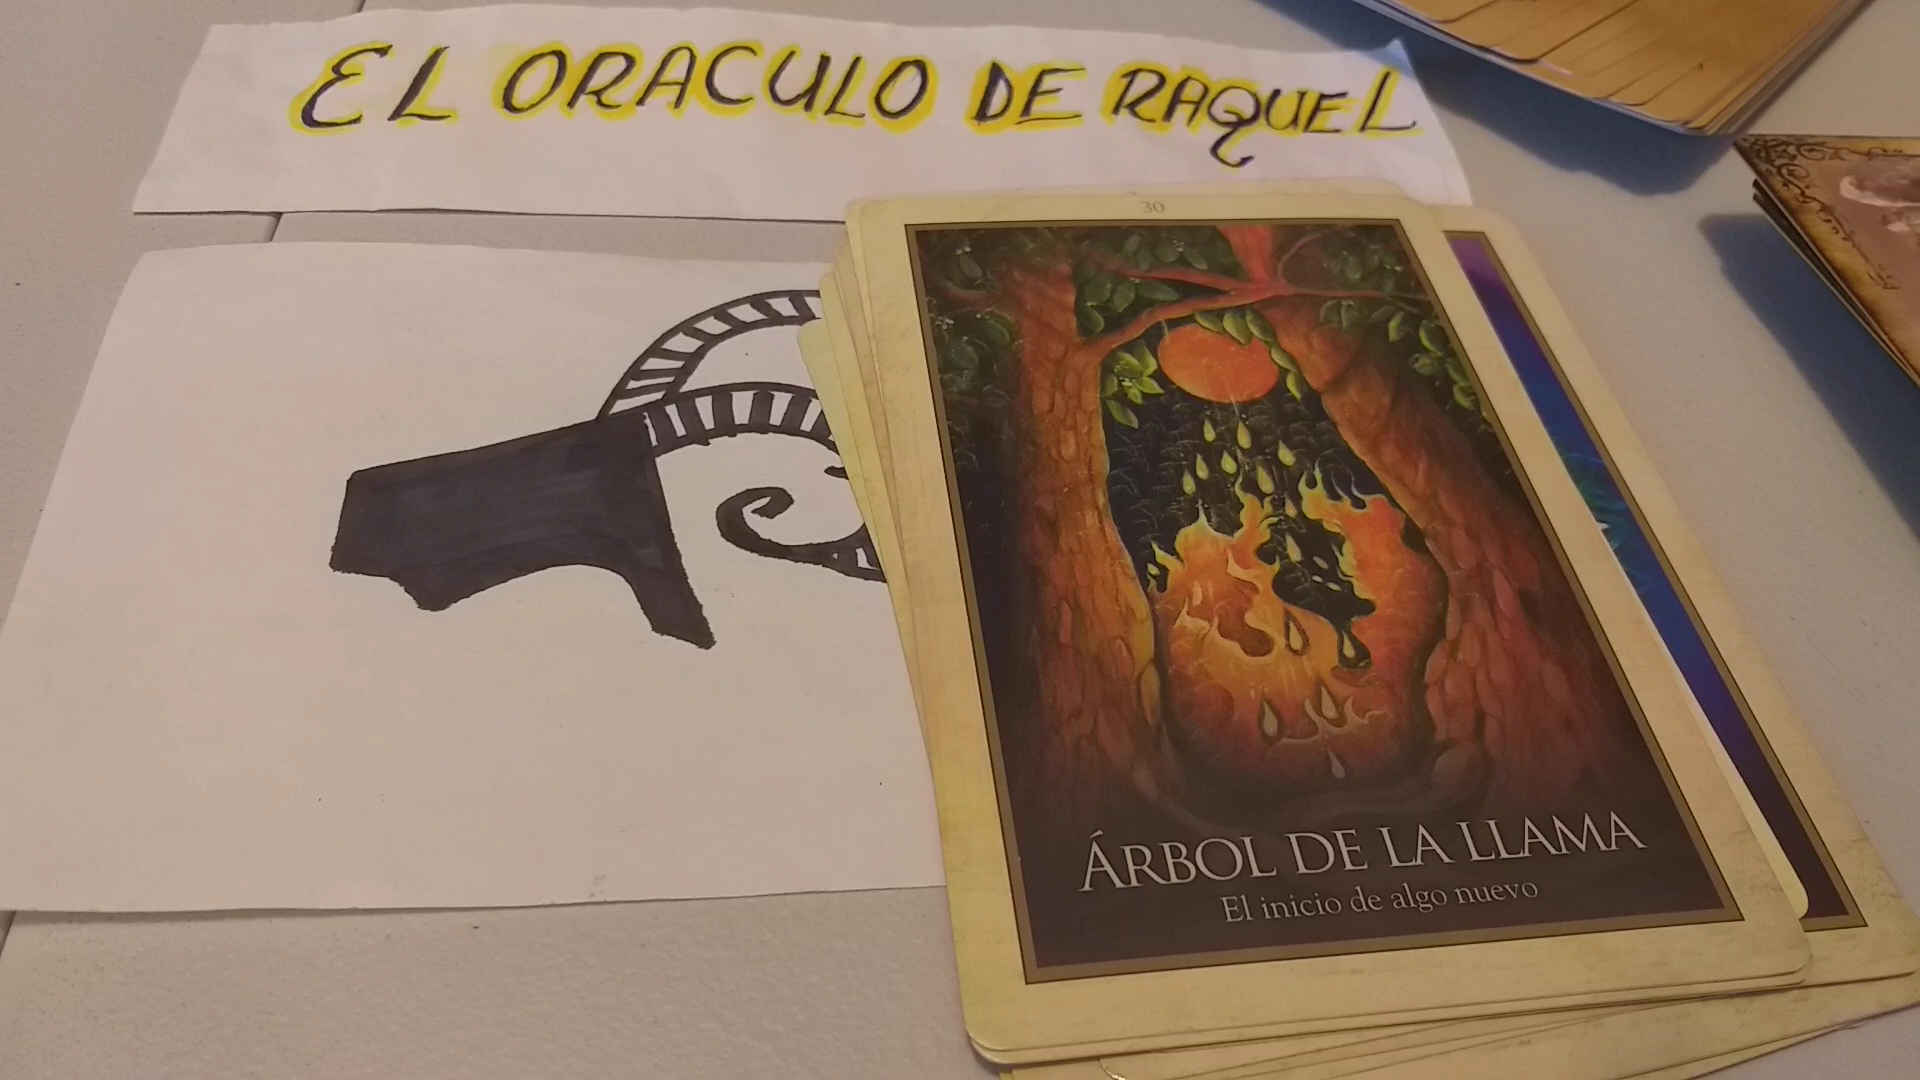 EL ORACULO DE RAQUEL
30
ÁRBOL DE LA LLAMA
El inicio de algo nuevo